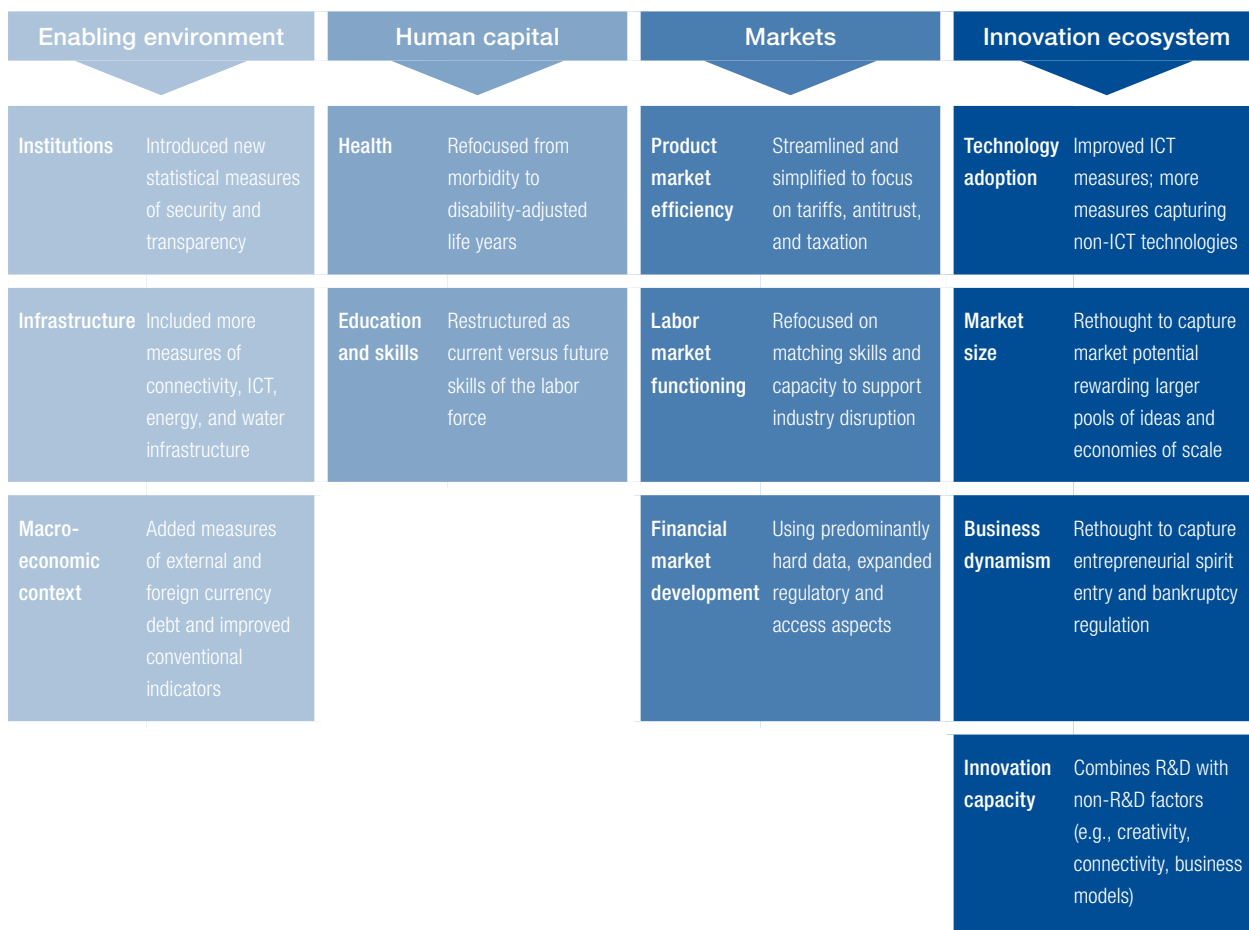 Enabling environment
Institutions
Introduced new
statistical measures
of security and
transparency
Infrastructure
Included more
measures of
connectivity, ICT,
energy, and water
infrastructure
Macro-
economic
context
Added measures
of external and
foreign currency
debt and improved
conventional
indicators
Human capital
Health
Refocused from
morbidity to
disability-adjusted
life years
Education
and skills
Restructured as
current versus future
skills of the labor
force
Markets
Product
market
efficiency
Streamlined and
simplified to focus
on tariffs, antitrust,
and taxation
Labor
market
functioning
Refocused on
matching skills and
capacity to support
industry disruption
Financial
market
development
Using predominantly
hard data, expanded
regulatory and
access aspects
Innovation ecosystem
Technology
adoption
Improved ICT
measures; more
measures capturing
non-ICT technologies
Market
size
Rethought to capture
market potential
rewarding larger
pools of ideas and
economies of scale
Business
dynamism
Rethought to capture
entrepreneurial spirit
entry and bankruptcy
regulation
Innovation
capacity
Combines R&D with
non-R&D factors
(e.g., creativity,
connectivity, business
models)